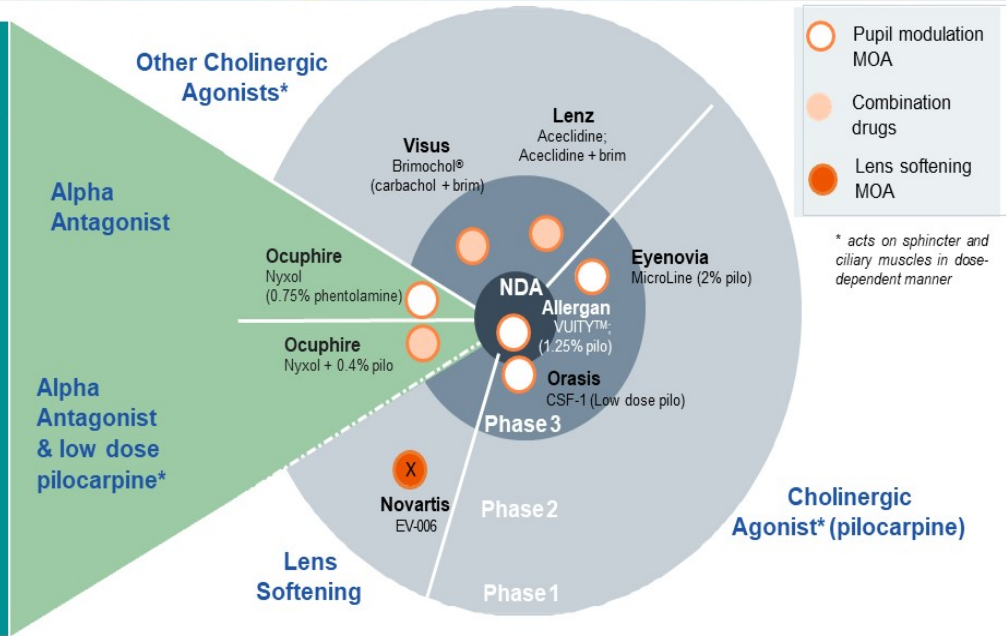 Other Cholinergic
Agonists*
Pupil modulation
MOA
Combination
drugs
Lens softening
MOA
* acts on sphincter and
ciliary muscles in dose-
dependent manner
Lenz
Aceclidine;
Aceclidine + brim
Visus
Brimochol®
(carbachol + brim)
Alpha
Antagonist
Ocuphire
Nyxol
(0.75% phentolamine)
Eyenovia
MicroLine (2% pilo)
NDA
Allergan
VUITY™;
(1.25% pilo)
Ocuphire
Nyxol + 0.4% pilo
Orasis
CSF-1 (Low dose pilo)
Alpha
Antagonist
& low dose
pilocarpine*
Phase 3
X
Novartis
EV-006
Phase 2
Cholinergic
Agonist* (pilocarpine)
Lens
Softening
Phase 1